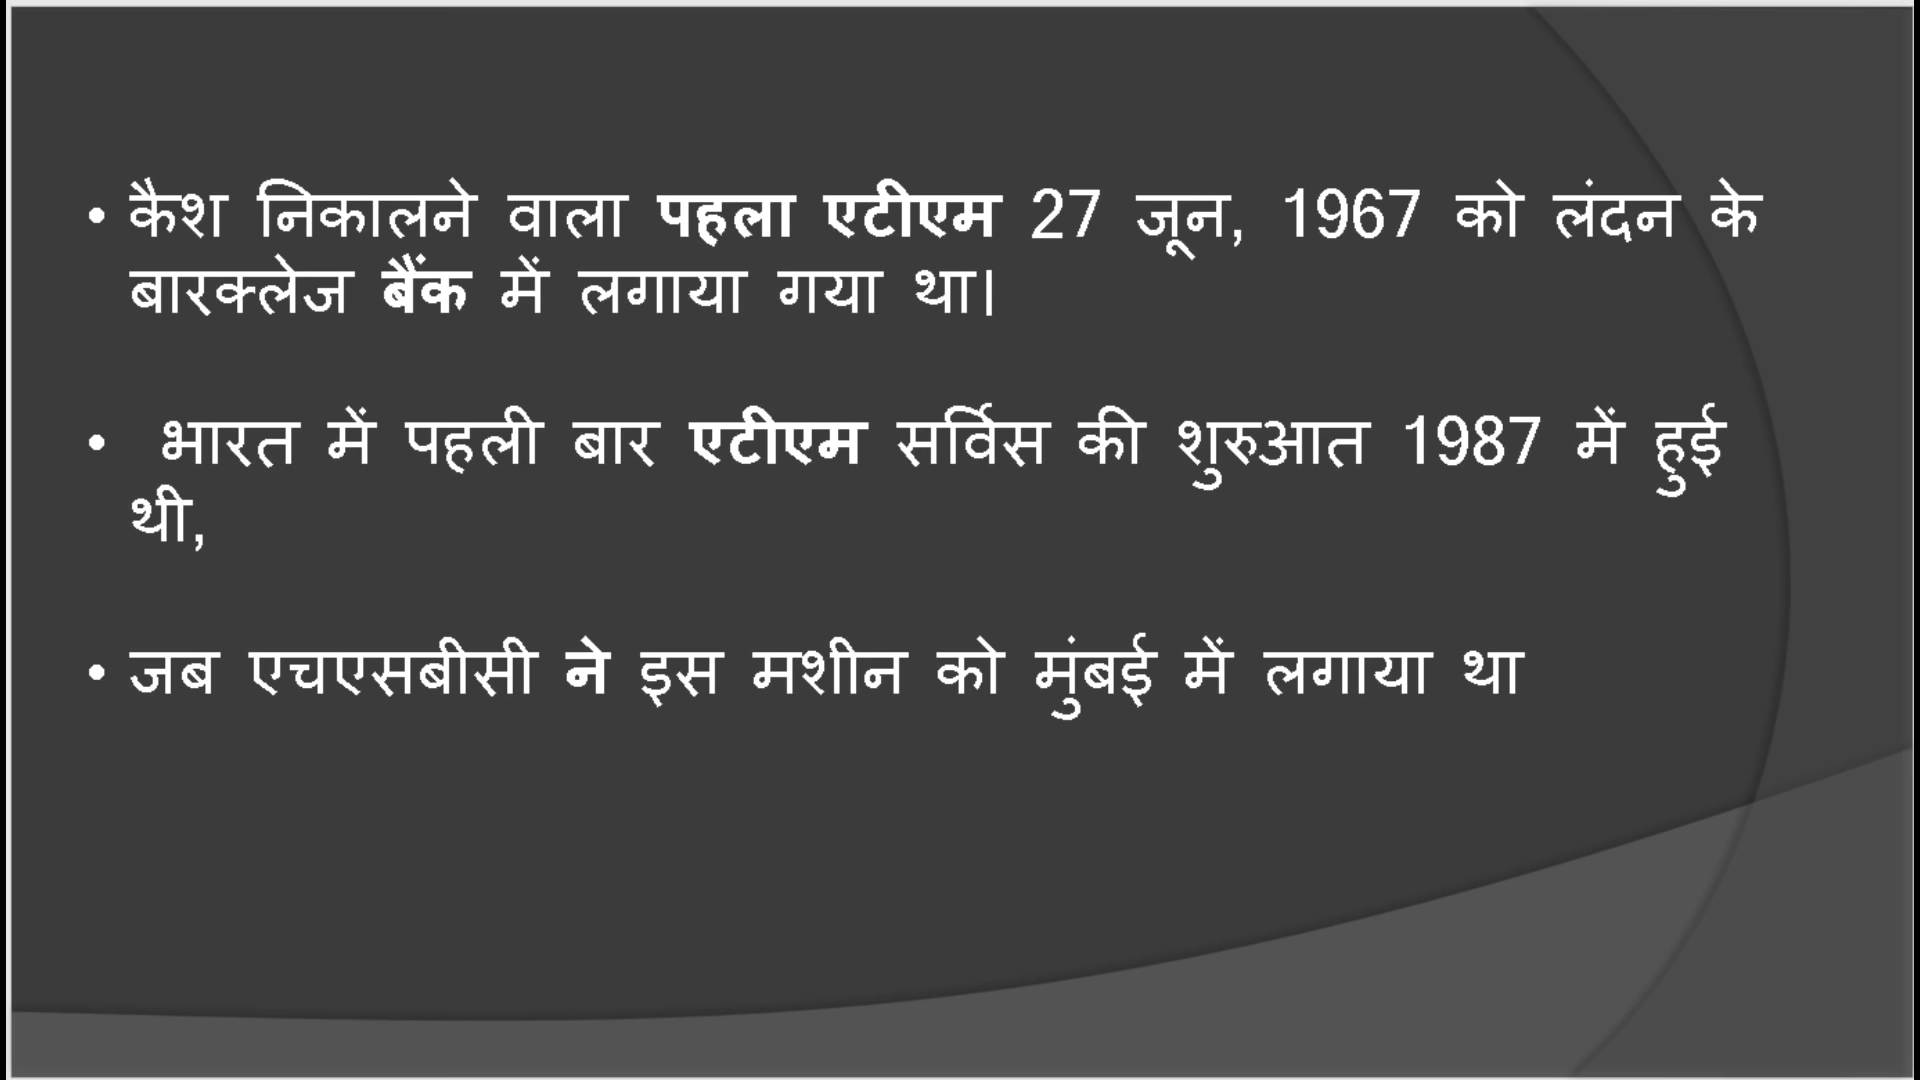 • कैश निकालने वाला पहला एटीएम 27 जून, 1967 को लंदन के
बारक्लेज बैंक में लगाया गया था।
• भारत में पहली बार एटीएम सर्विस की शुरुआत 1987 में हुई
थी,
• जब एचएसबीसी ने इस मशीन को मुंबई में लगाया था